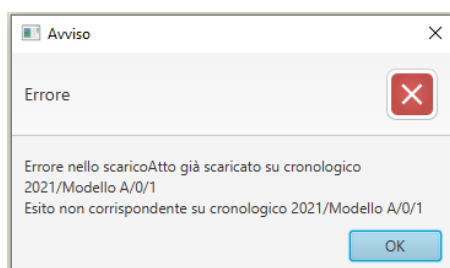 Avviso
Errore
Errore nello scaricoAtto già scaricato su cronologico
2021/Modello A/0/1
Esito non corrispondente su cronologico 2021/Modello A/0/1
OK